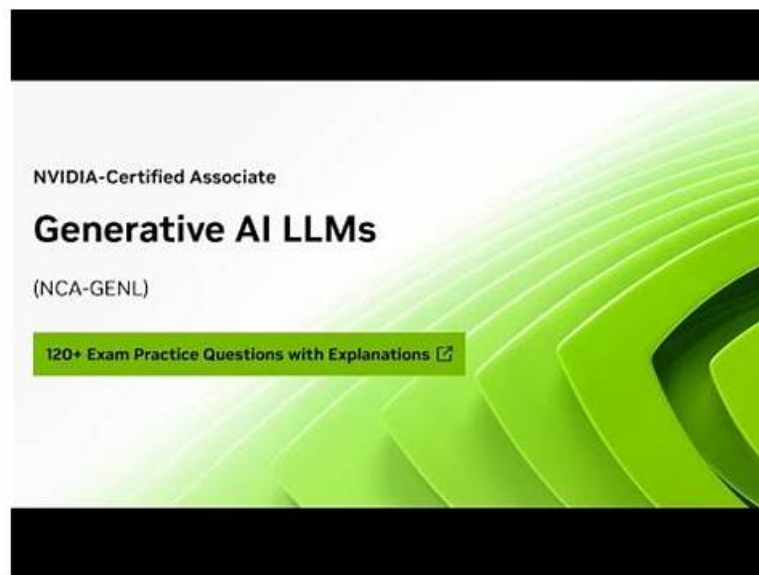 NVIDIA-Certified Associate
Generative AI LLMs
(NCA-GENL)
120+ Exam Practice Questions with Explanations